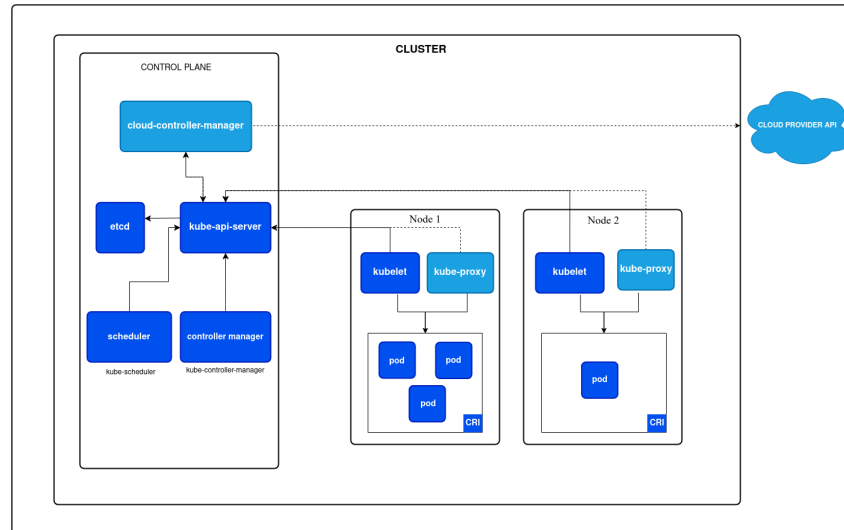 CLUSTER
CONTROL PLANE
cloud-controller-manager
CLOUD PROVIDER API
etcd
kube-api-server
Node 1
Node 2
kubelet
kube-proxy
kubelet
kube-proxy
scheduler
controller manager
kube-scheduler
kube-controller-manager
pod
pod
pod
CRI
pod
CRI